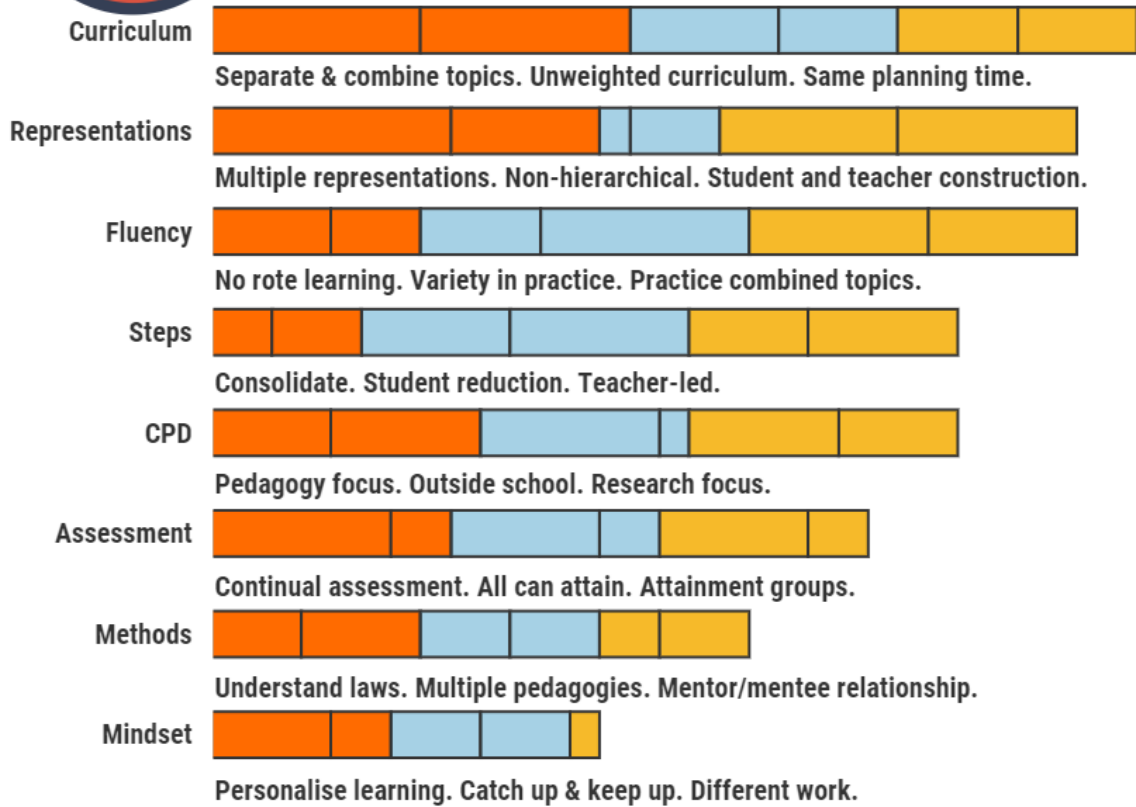 Curriculum
Separate & combine topics. Unweighted curriculum. Same planning time.
Representations
Multiple representations. Non-hierarchical. Student and teacher construction.
Fluency
No rote learning. Variety in practice. Practice combined topics.
Steps
Consolidate. Student reduction. Teacher-led.
CPD
Pedagogy focus. Outside school. Research focus.
Assessment
Continual assessment. All can attain. Attainment groups.
Methods
Understand laws. Multiple pedagogies. Mentor/mentee relationship.
Mindset
Personalise learning. Catch up & keep up. Different work.